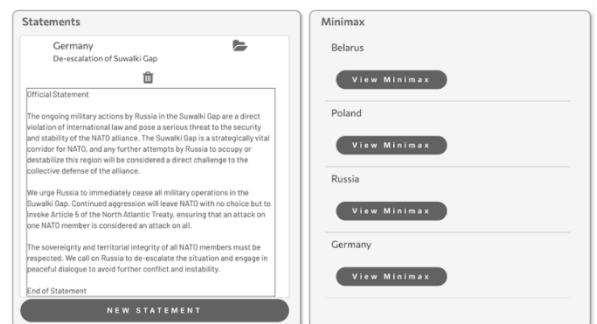 Statements
Germany
De-escalation of Suwalki Gap
Official Statement
The ongoing military actions by Russia in the Suwalki Gap are a direct
violation of international law and pose a serious threat to the security
and stability of the NATO alliance. The Suwalki Gap is a strategically vital
corridor for NATO, and any further attempts by Russia to occupy or
destabilize this region will be considered a direct challenge to the
collective defense of the alliance.
We urge Russia to immediately cease all military operations in the
Suwalki Gap. Continued aggression will leave NATO with no choice but to
invoke Article 5 of the North Atlantic Treaty, ensuring that an attack on
one NATO member is considered an attack on all.
The sovereignty and territorial integrity of all NATO members must be
respected. We call on Russia to de-escalate the situation and engage in
peaceful dialogue to avoid further conflict and instability.
End of Statement
NEW STATEMENT
Minimax
Belarus
View Minimax
Poland
View Minimax
Russia
View Minimax
Germany
View Minimax